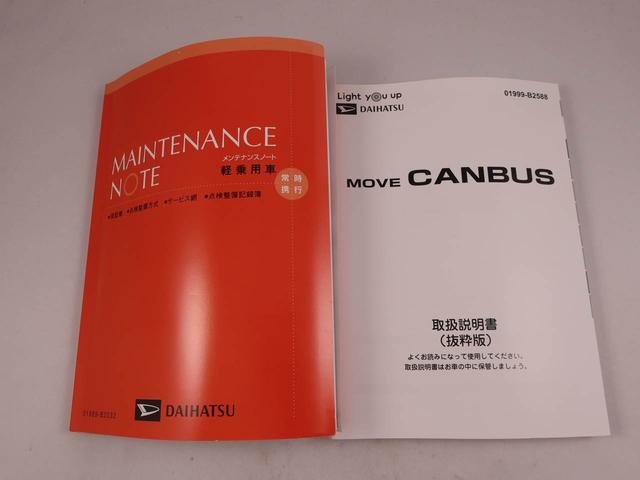 MAINTENANCE
NOTE
メンテナンスノート
軽乗用車
常時
携行
●保証書 ●点検整備方式 ●サービス網 ●点検整備記録簿
DAIHATSU
01989-B2032
Light you up
DAIHATSU
01999-B2588
MOVE CANBUS
取扱説明書
（抜粋版）
よくお読みになって使用してください。
取扱説明書はお車の中に保管しましょう。